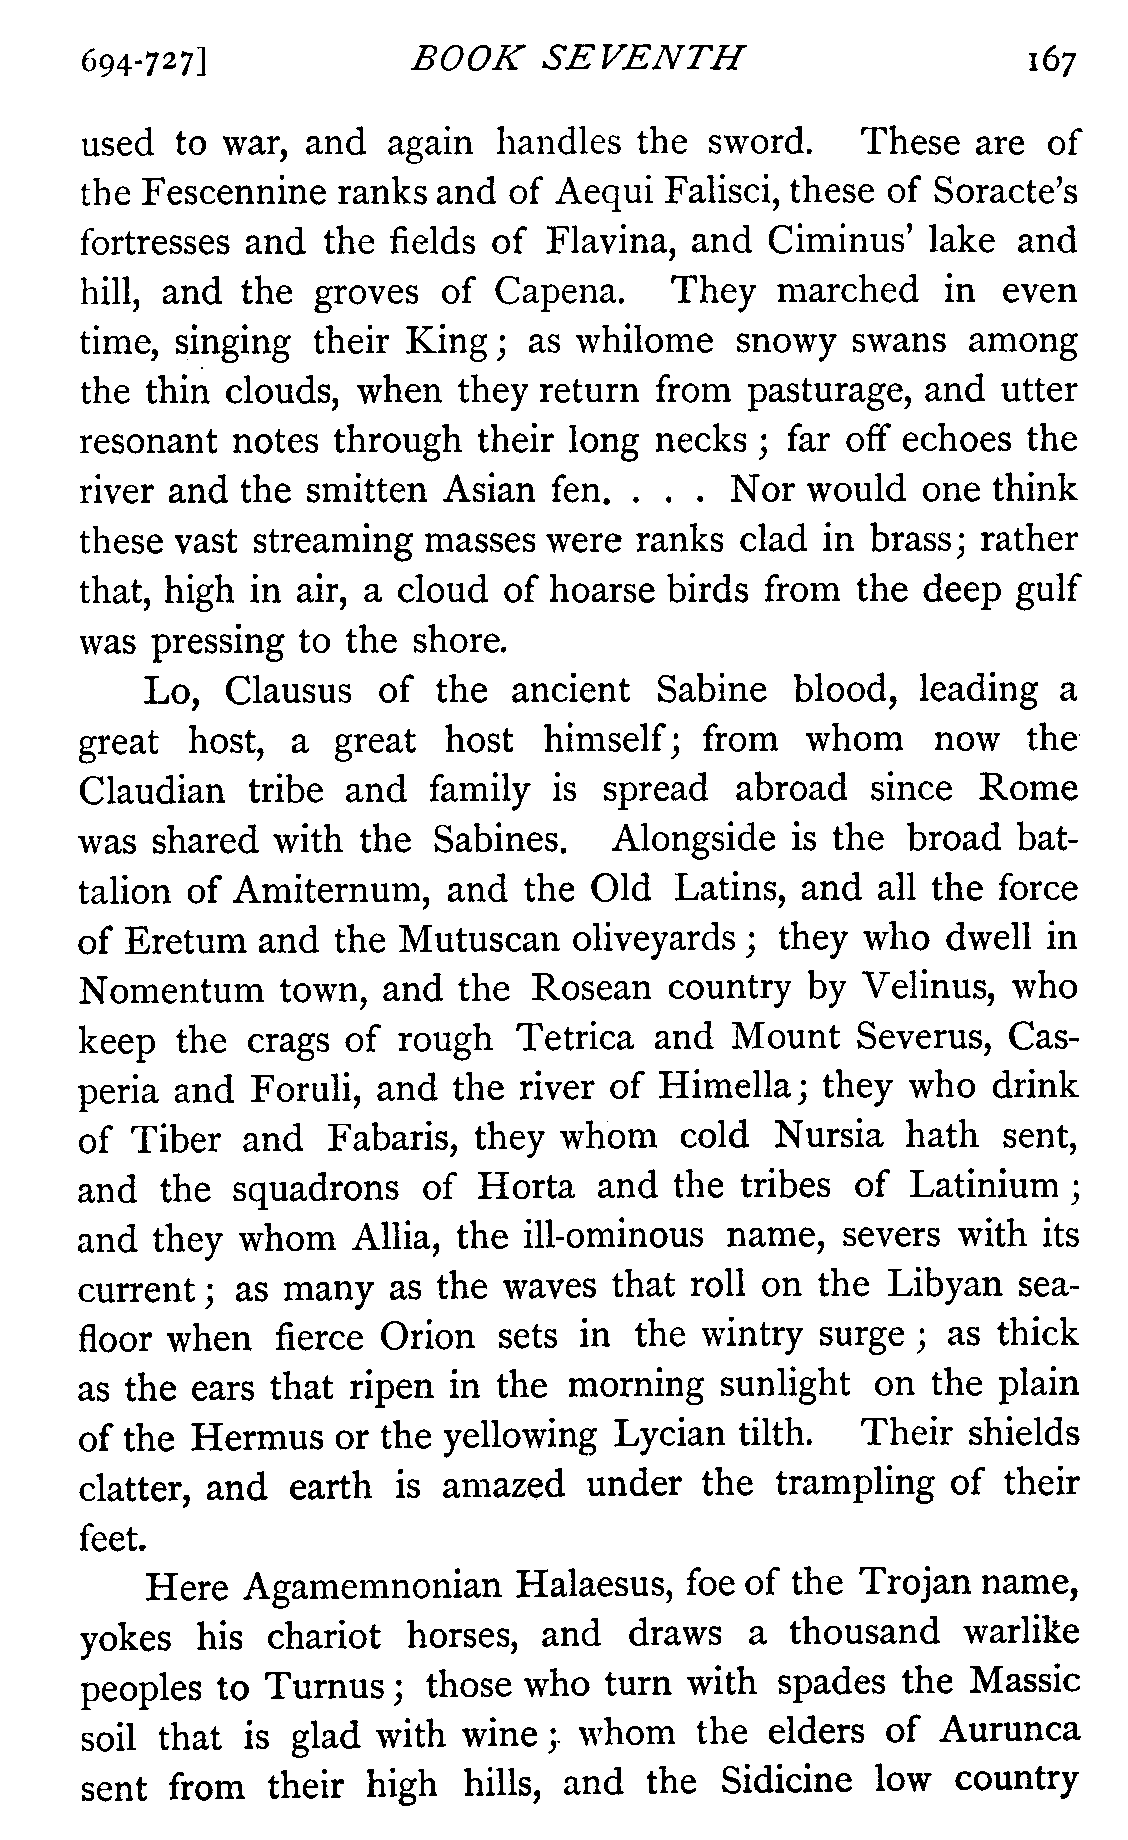 694-727] BOOK SEVENTH 167
used to war, and again handles the sword. These are of
the Fescennine ranks and of Aequi Falisci, these of Soracte's
fortresses and the fields of Flavina, and Ciminus' lake and
hill, and the groves of Capena. They marched in even
time, singing their King; as whilome snowy swans among
the thin clouds, when they return from pasturage, and utter
resonant notes through their long necks; far off echoes the
river and the smitten Asian fen. . . . Nor would one think
these vast streaming masses were ranks clad in brass; rather
that, high in air, a cloud of hoarse birds from the deep gulf
was pressing to the shore.
Lo, Clausus of the ancient Sabine blood, leading a
great host, a great host himself; from whom now the
Claudian tribe and family is spread abroad since Rome
was shared with the Sabines. Alongside is the broad bat-
talion of Amiternum, and the Old Latins, and all the force
of Eretum and the Mutuscan oliveyards; they who dwell in
Nomentum town, and the Rosean country by Velinus, who
keep the crags of rough Tetrica and Mount Severus, Cas-
peria and Foruli, and the river of Himella; they who drink
of Tiber and Fabaris, they whom cold Nursia hath sent,
and the squadrons of Horta and the tribes of Latinium;
and they whom Allia, the ill-ominous name, severs with its
current; as many as the waves that roll on the Libyan sea-
floor when fierce Orion sets in the wintry surge; as thick
as the ears that ripen in the morning sunlight on the plain
of the Hermus or the yellowing Lycian tilth. Their shields
clatter, and earth is amazed under the trampling of their
feet.
Here Agamemnonian Halaesus, foe of the Trojan name,
yokes his chariot horses, and draws a thousand warlike
peoples to Turnus; those who turn with spades the Massic
soil that is glad with wine; whom the elders of Aurunca
sent from their high hills, and the Sidicine low country